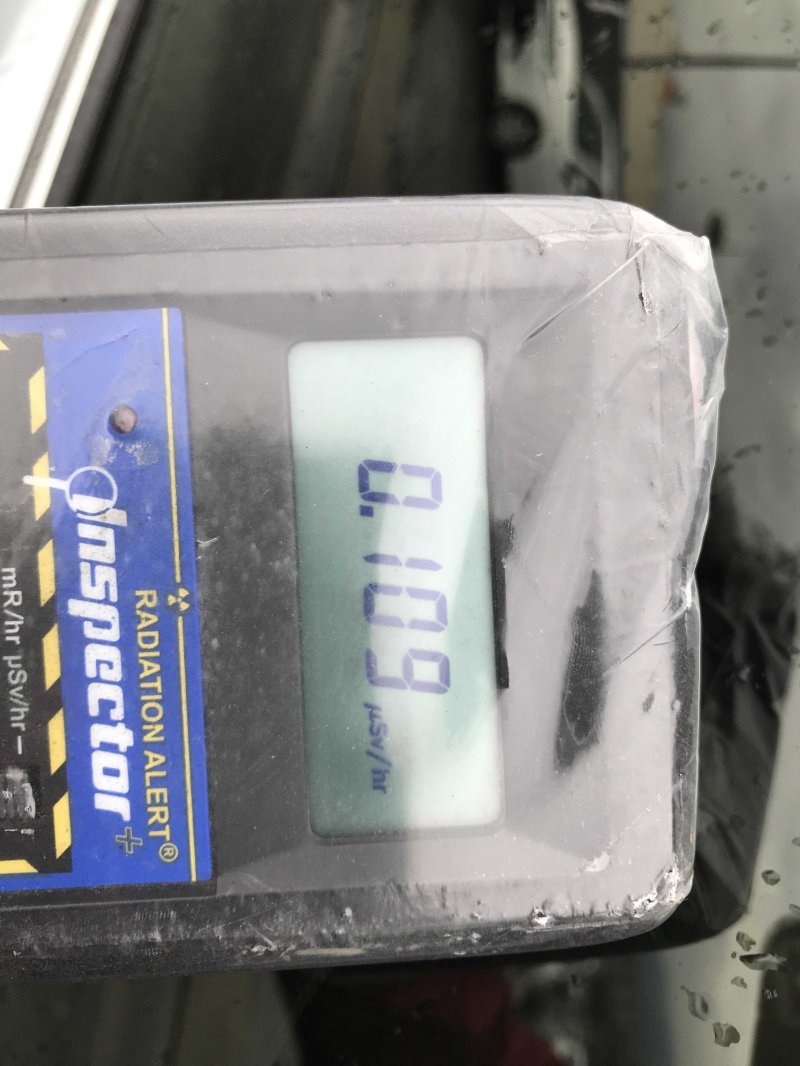 0.109 µSv/hr
RADIATION ALERT®
Inspector+
mR/hr µSv/hr